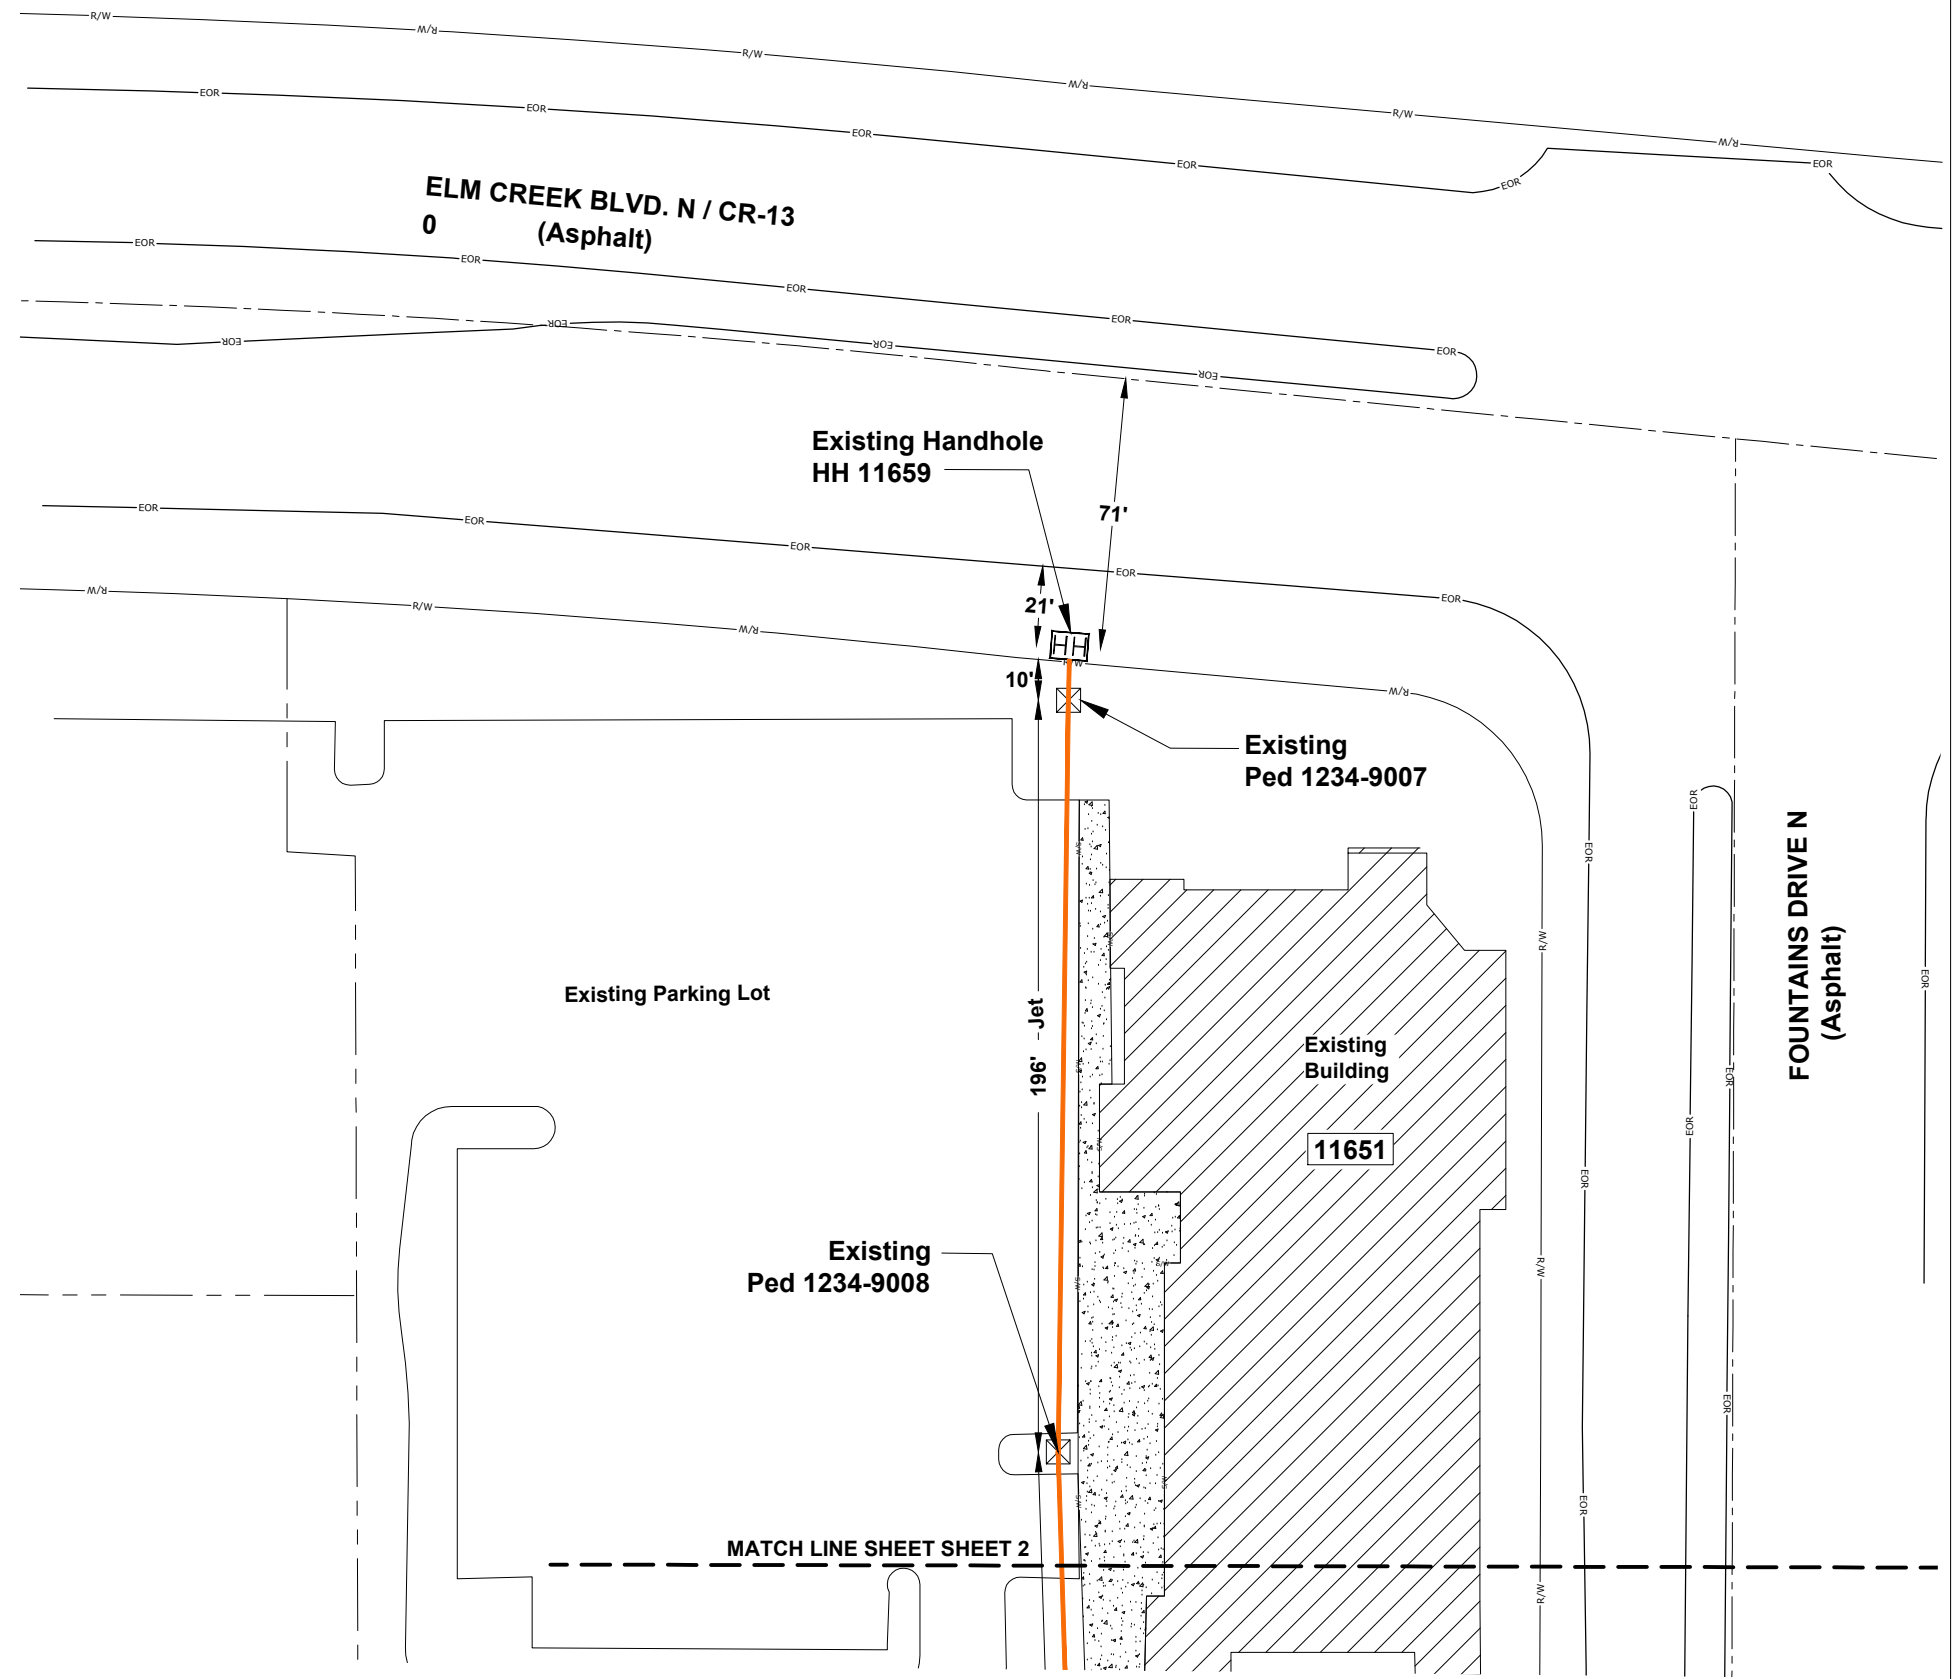 R/W
R/W
R/W
R/W
R/W
R/W
EOR
EOR
EOR
EOR
EOR
EOR
ELM CREEK BLVD. N / CR-13
0 (Asphalt)
EOR
EOR
EOR
EOR
EOR
EOR
EOR
EOR
EOR
Existing Handhole
HH 11659
71'
EOR
EOR
EOR
EOR
EOR
R/W
R/W
R/W
21'
HH
R/W
10'
R/W
Existing
Ped 1234-9007
EOR
EOR
FOUNTAINS DRIVE N
(Asphalt)
S/W
S/W
R/W
EOR
Existing Parking Lot
196' Jet
Existing
Building
S/W
EOR
EOR
S/W
11651
EOR
Existing
Ped 1234-9008
S/W
S/W
R/W
EOR
S/W
S/W
EOR
MATCH LINE SHEET SHEET 2
R/W